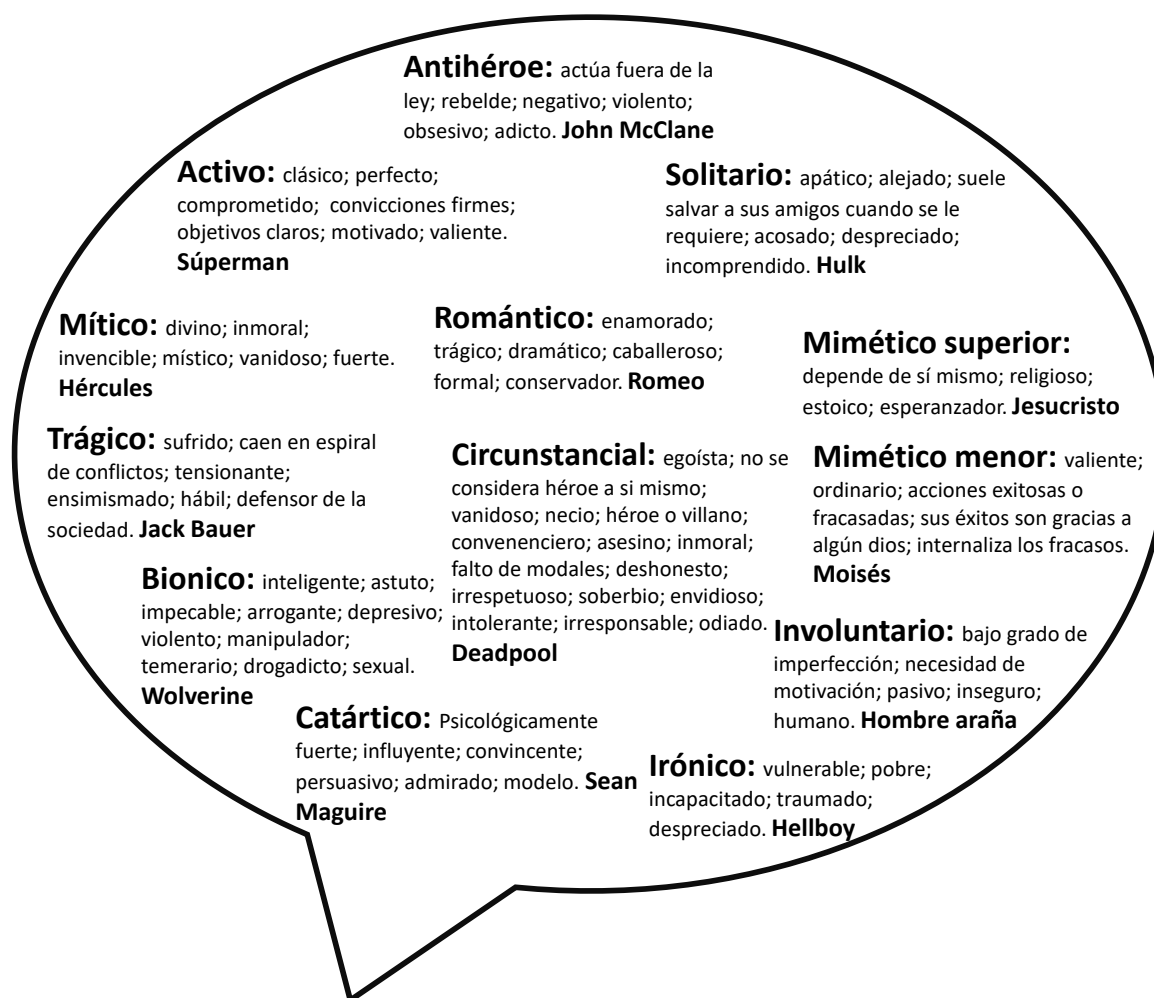 Antihéroe: actúa fuera de la
ley; rebelde; negativo; violento;
obsesivo; adicto. John McClane
Activo: clásico; perfecto;
comprometido; convicciones firmes;
objetivos claros; motivado; valiente.
Súperman
Solitario: apático; alejado; suele
salvar a sus amigos cuando se le
requiere; acosado; despreciado;
incomprendido. Hulk
Mítico: divino; inmoral;
invencible; místico; vanidoso; fuerte.
Hércules
Romántico: enamorado;
trágico; dramático; caballeroso;
formal; conservador. Romeo
Mimético superior:
depende de sí mismo; religioso;
estoico; esperanzador. Jesucristo
Trágico: sufrido; caen en espiral
de conflictos; tensionante;
ensimismado; hábil; defensor de la
sociedad. Jack Bauer
Circunstancial: egoísta; no se
considera héroe a si mismo;
vanidoso; necio; héroe o villano;
convenenciero; asesino; inmoral;
falto de modales; deshonesto;
irrespetuoso; soberbio; envidioso;
intolerante; irresponsable; odiado.
Deadpool
Mimético menor: valiente;
ordinario; acciones exitosas o
fracasadas; sus éxitos son gracias a
algún dios; internaliza los fracasos.
Moisés
Bionico: inteligente; astuto;
impecable; arrogante; depresivo;
violento; manipulador;
temerario; drogadicto; sexual.
Wolverine
Involuntario: bajo grado de
imperfección; necesidad de
motivación; pasivo; inseguro;
humano. Hombre araña
Catártico: Psicológicamente
fuerte; influyente; convincente;
persuasivo; admirado; modelo. Sean
Maguire
Irónico: vulnerable; pobre;
incapacitado; traumado;
despreciado. Hellboy